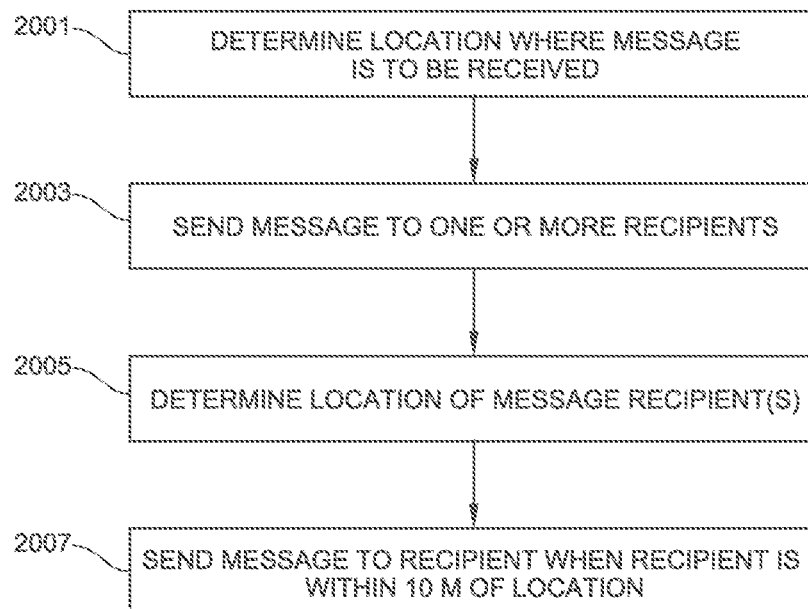 2001
DETERMINE LOCATION WHERE MESSAGE
IS TO BE RECEIVED
2003
SEND MESSAGE TO ONE OR MORE RECIPIENTS
2005
DETERMINE LOCATION OF MESSAGE RECIPIENT(S)
2007
SEND MESSAGE TO RECIPIENT WHEN RECIPIENT IS
WITHIN 10 M OF LOCATION